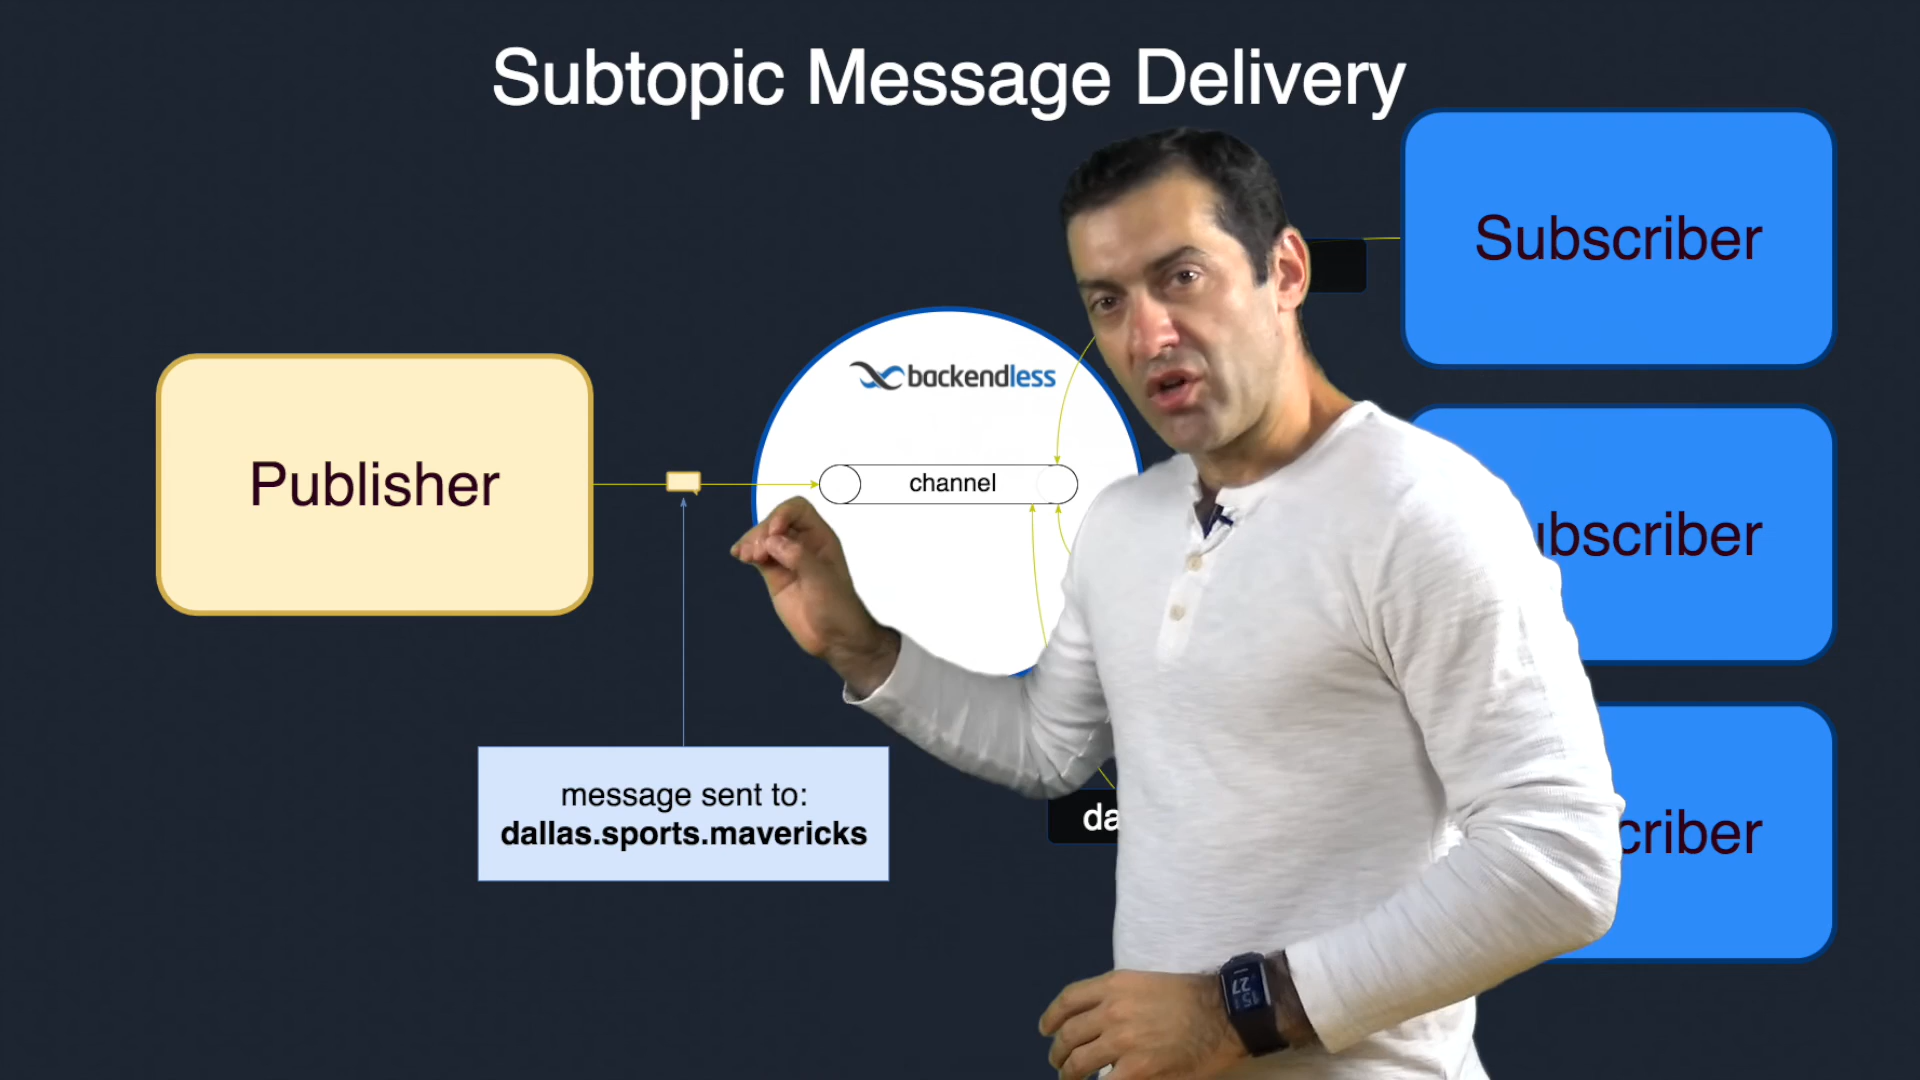 Subtopic Message Delivery
Subscriber
backendless
Publisher
channel
message sent to:
dallas.sports.mavericks